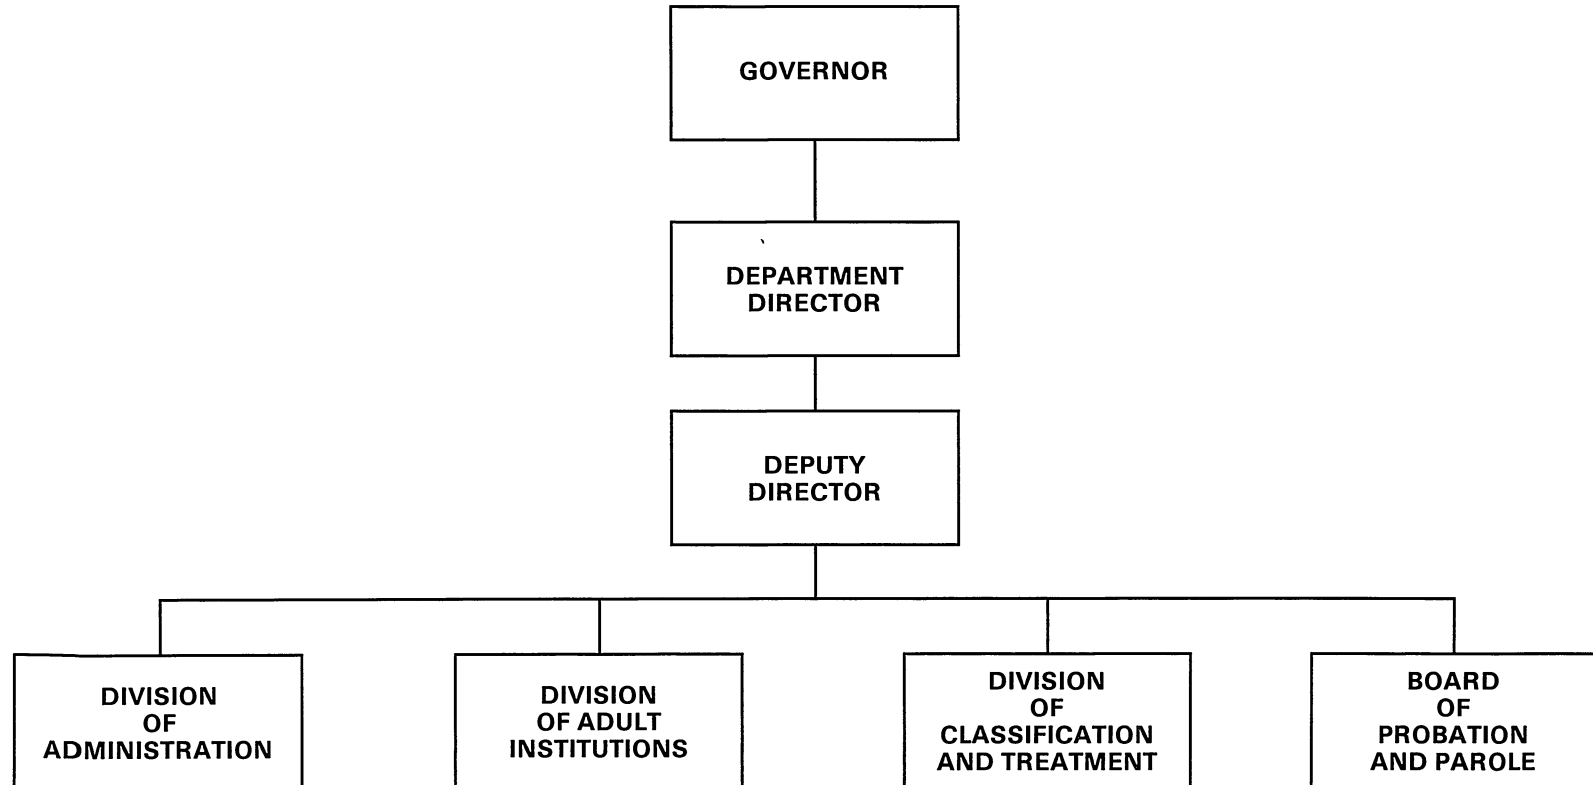 GOVERNOR
DEPARTMENT
DIRECTOR
DEPUTY
DIRECTOR
DIVISION
OF
ADMINISTRATION
DIVISION
OF ADULT
INSTITUTIONS
DIVISION
OF
CLASSIFICATION
AND TREATMENT
BOARD
OF
PROBATION
AND PAROLE